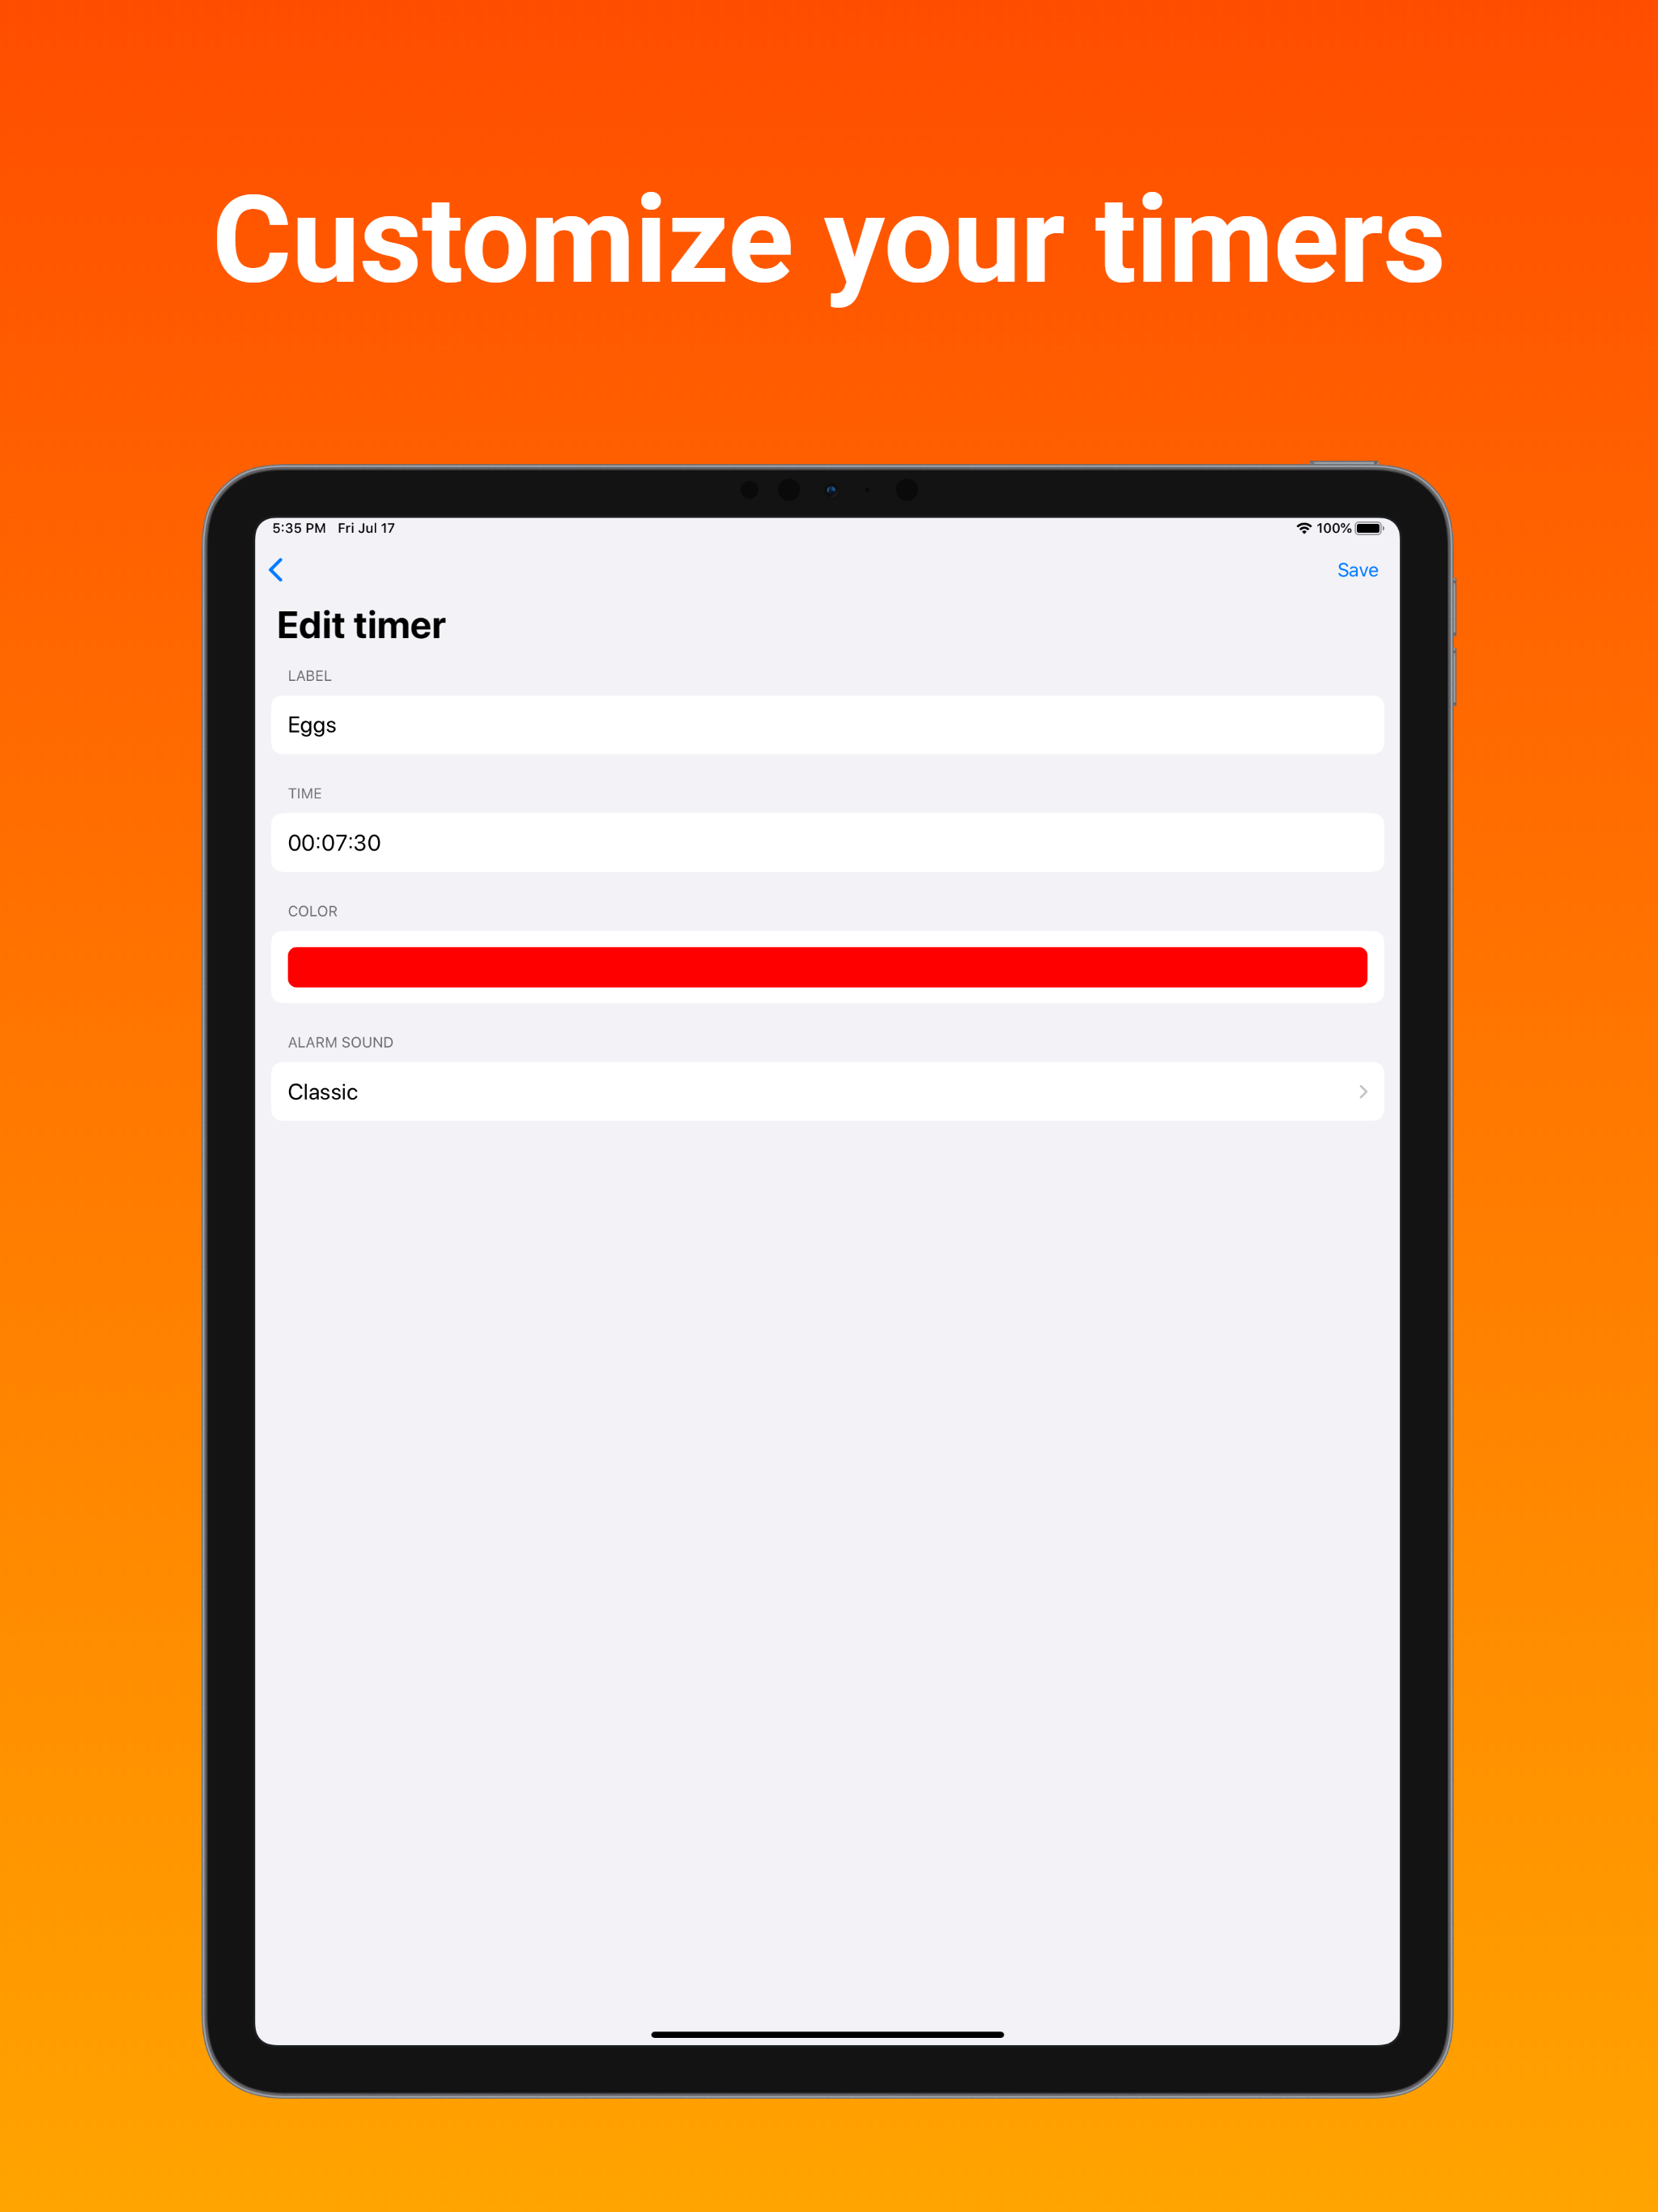 Customize your timers
5:35 PM Fri Jul 17 100%
Save
Edit timer
LABEL
Eggs
TIME
00:07:30
COLOR
ALARM SOUND
Classic